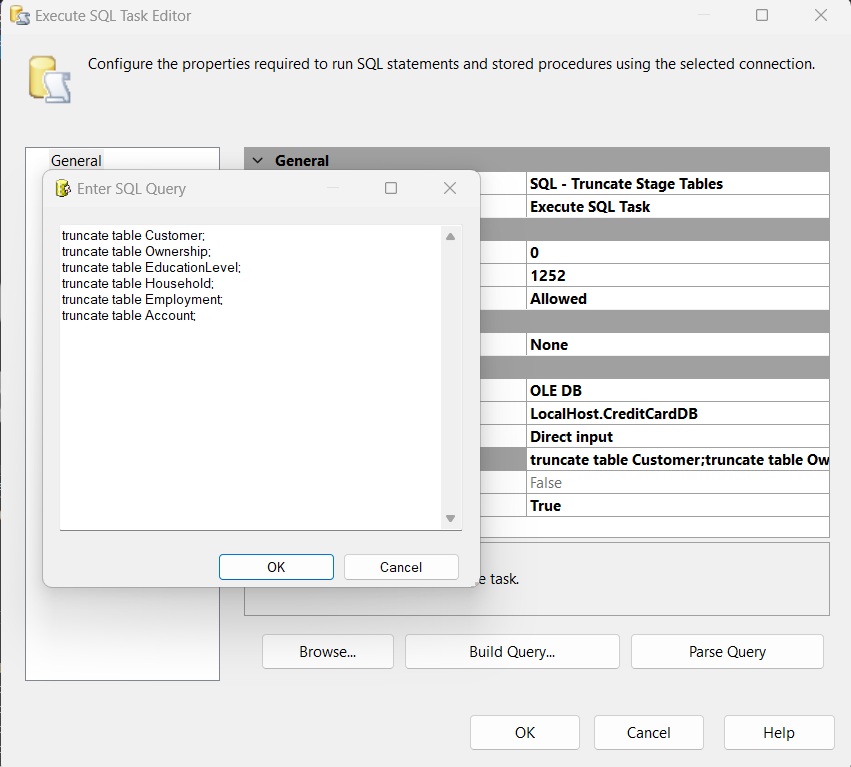 Execute SQL Task Editor
Configure the properties required to run SQL statements and stored procedures using the selected connection.
General
General
SQL - Truncate Stage Tables
Execute SQL Task
0
1252
Allowed
None
OLE DB
LocalHost.CreditCardDB
Direct input
truncate table Customer;truncate table Ow
False
True
e task.
Enter SQL Query
truncate table Customer;
truncate table Ownership;
truncate table EducationLevel;
truncate table Household;
truncate table Employment;
truncate table Account;
OK
Cancel
Browse...
Build Query...
Parse Query
OK
Cancel
Help